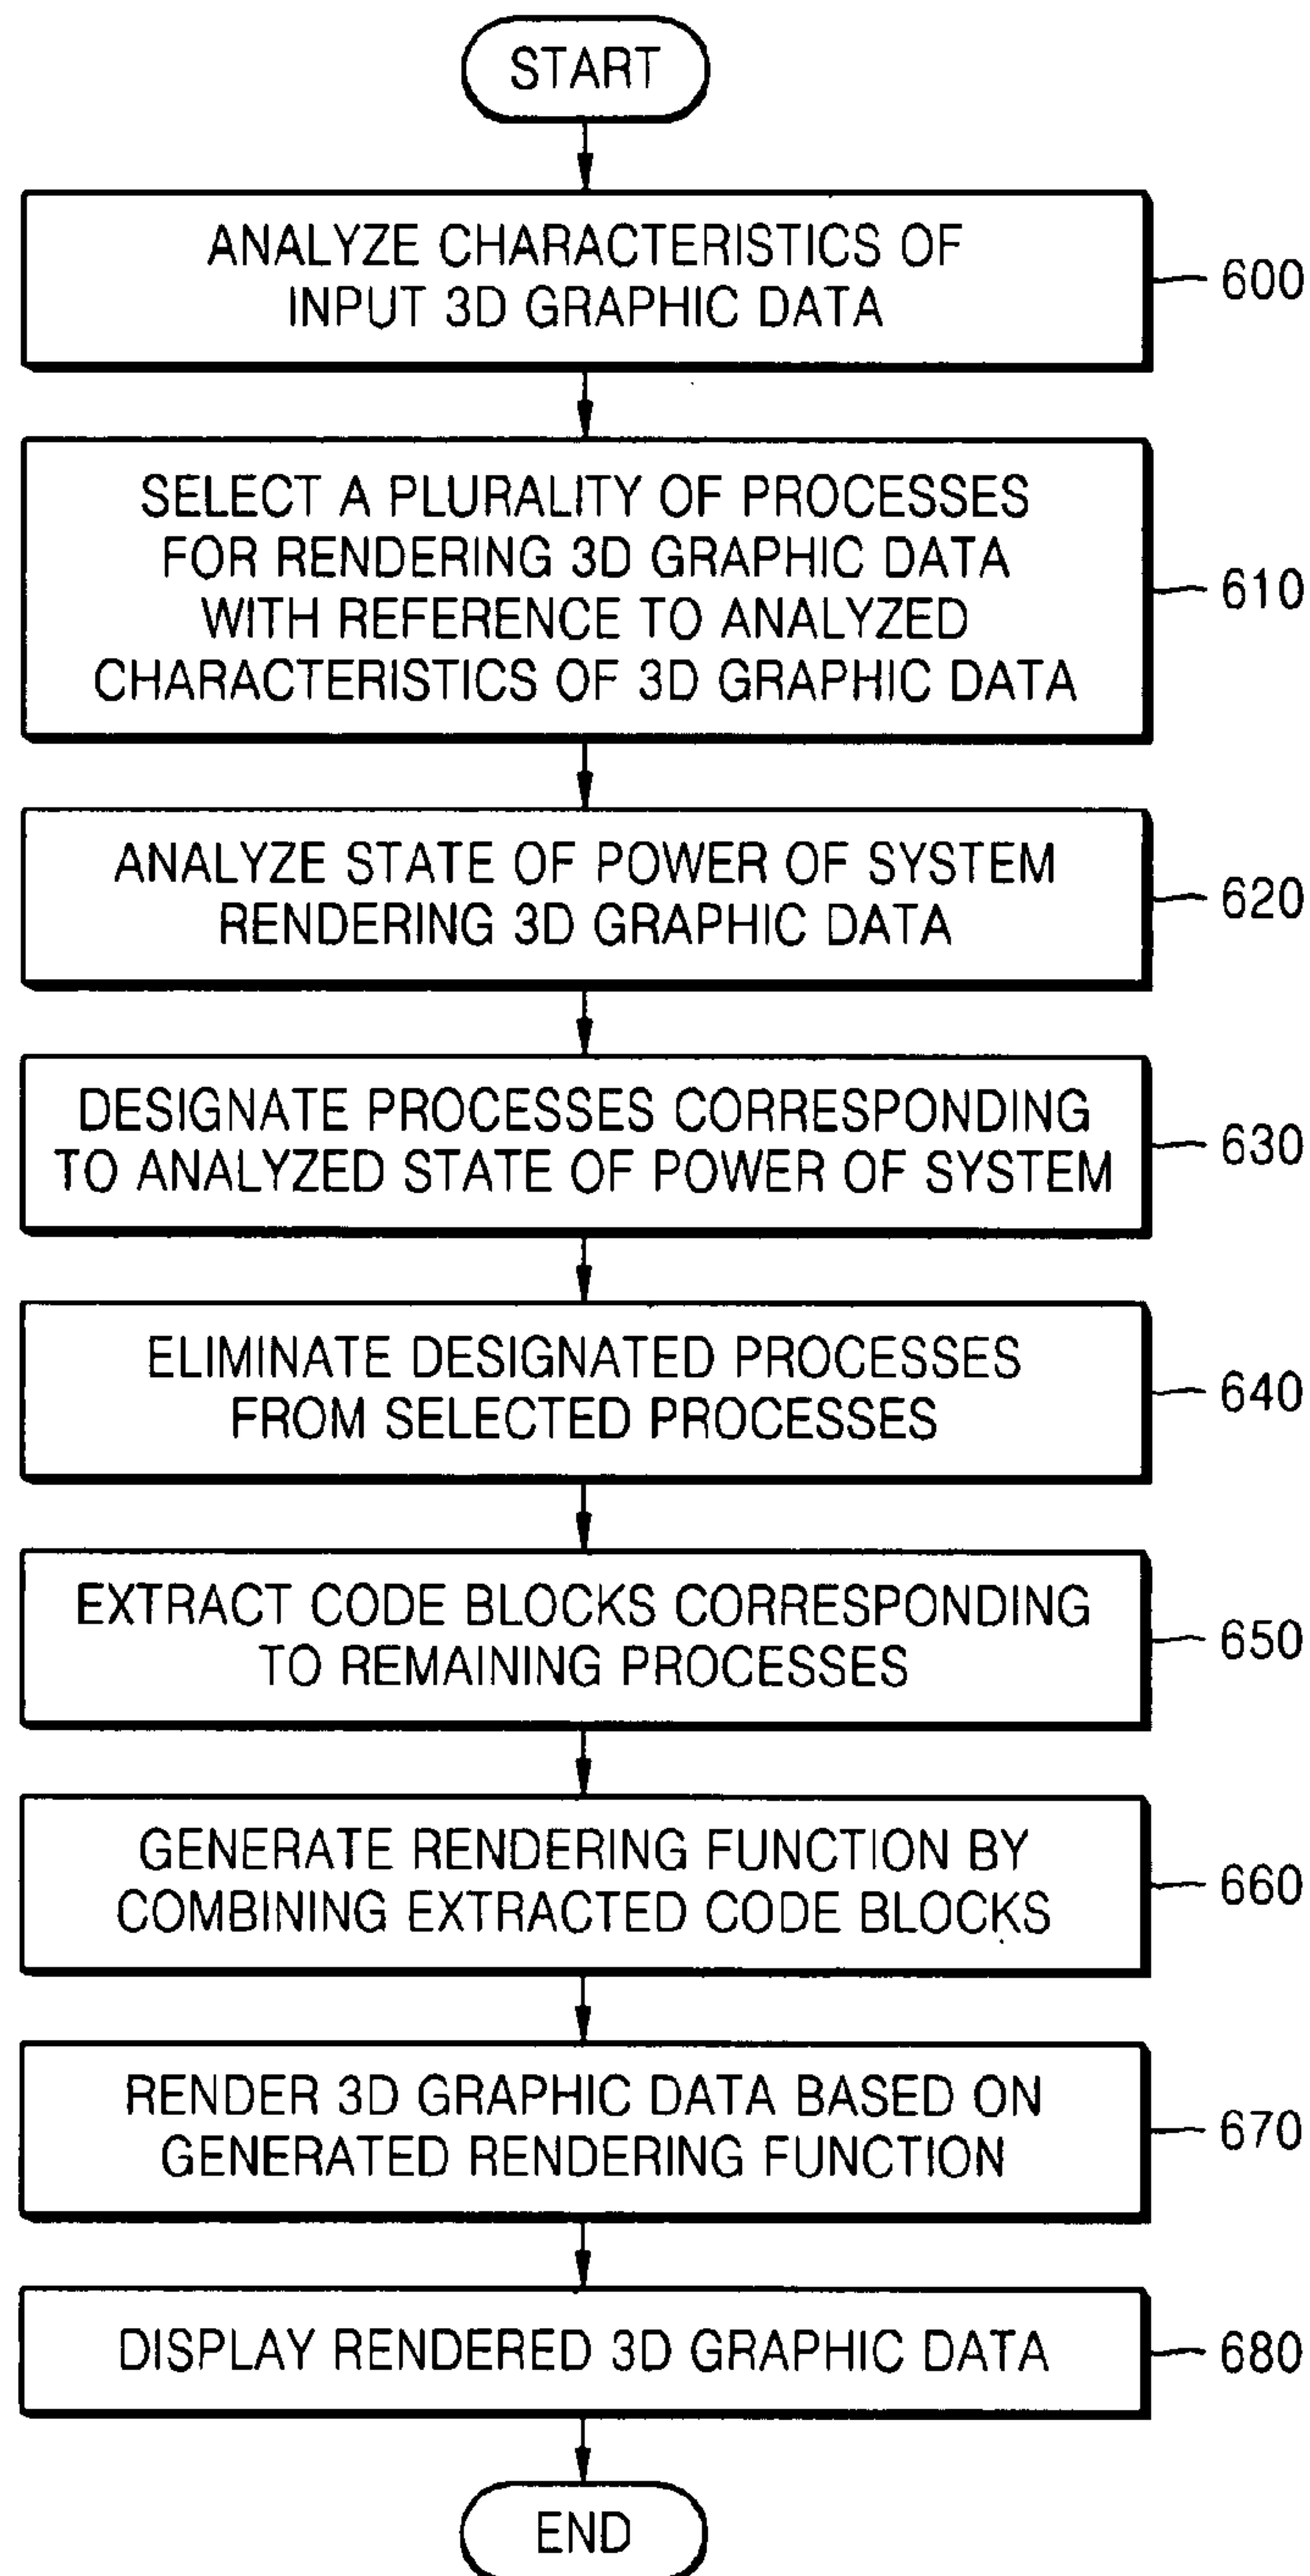 START
ANALYZE CHARACTERISTICS OF
INPUT 3D GRAPHIC DATA
600
SELECT A PLURALITY OF PROCESSES
FOR RENDERING 3D GRAPHIC DATA
WITH REFERENCE TO ANALYZED
CHARACTERISTICS OF 3D GRAPHIC DATA
610
ANALYZE STATE OF POWER OF SYSTEM
RENDERING 3D GRAPHIC DATA
620
DESIGNATE PROCESSES CORRESPONDING
TO ANALYZED STATE OF POWER OF SYSTEM
630
ELIMINATE DESIGNATED PROCESSES
FROM SELECTED PROCESSES
640
EXTRACT CODE BLOCKS CORRESPONDING
TO REMAINING PROCESSES
650
GENERATE RENDERING FUNCTION BY
COMBINING EXTRACTED CODE BLOCKS
660
RENDER 3D GRAPHIC DATA BASED ON
GENERATED RENDERING FUNCTION
670
DISPLAY RENDERED 3D GRAPHIC DATA
680
END